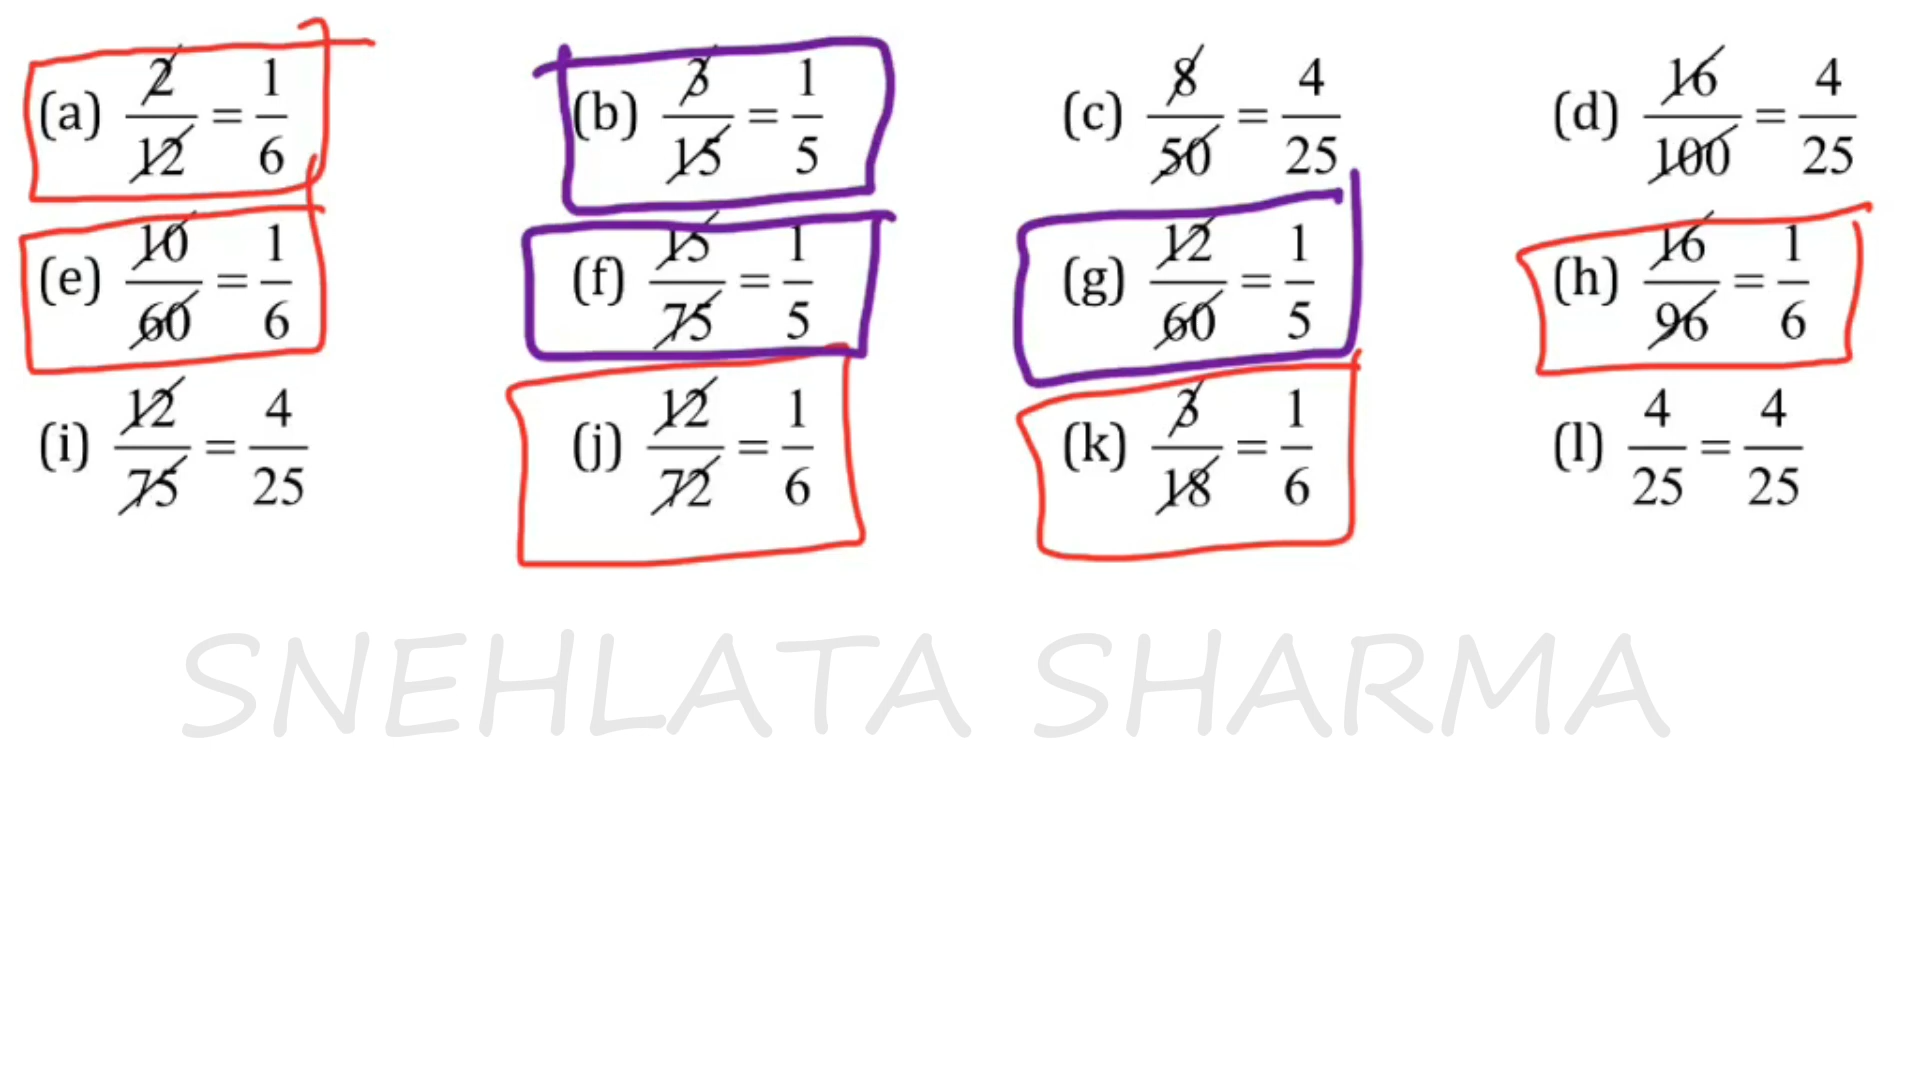 (a) 2/12 = 1/6 (b) 3/15 = 1/5 (c) 8/50 = 4/25 (d) 16/100 = 4/25
(e) 10/60 = 1/6 (f) 15/75 = 1/5 (g) 12/60 = 1/5 (h) 16/96 = 1/6
(i) 12/75 = 4/25 (j) 12/72 = 1/6 (k) 3/18 = 1/6 (l) 4/25 = 4/25
SNEHLATA SHARMA